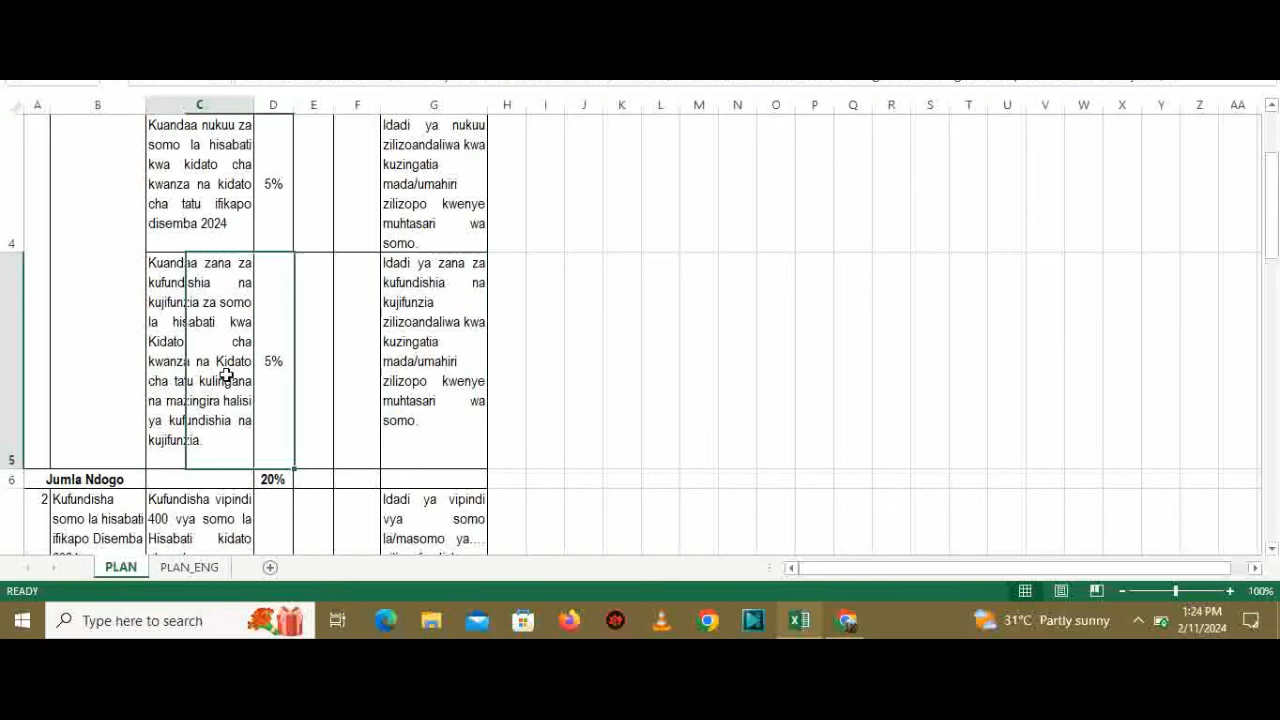 A B C D E F G H I J K L M N O P Q R S T U V W X Y Z AA
Kuandaa nukuu za
somo la hisabati
kwa kidato cha
kwanza na kidato
cha tatu ifikapo
disemba 2024
5%
Idadi ya nukuu
zilizoandaliwa kwa
kuzingatia
mada/umahiri
zilizopo kwenye
muhtasari wa
somo.
4
Kuandaa zana za
kufundishia na
kujifunzia za somo
la hisabati kwa
Kidato cha
kwanza na Kidato
cha tatu kulingana
na mazingira halisi
ya kufundishia na
kujifunzia.
5%
Idadi ya zana za
kufundishia na
kujifunzia
zilizoandaliwa kwa
kuzingatia
mada/umahiri
zilizopo kwenye
muhtasari wa
somo.
5
6 Jumla Ndogo 20%
2 Kufundisha
somo la hisabati
ifikapo Disemba
Kufundisha vipindi
400 vya somo la
Hisabati kidato
Idadi ya vipindi
vya somo
la/masomo ya....
PLAN PLAN_ENG
READY 100%
Type here to search
31°C Partly sunny
1:24 PM
2/11/2024